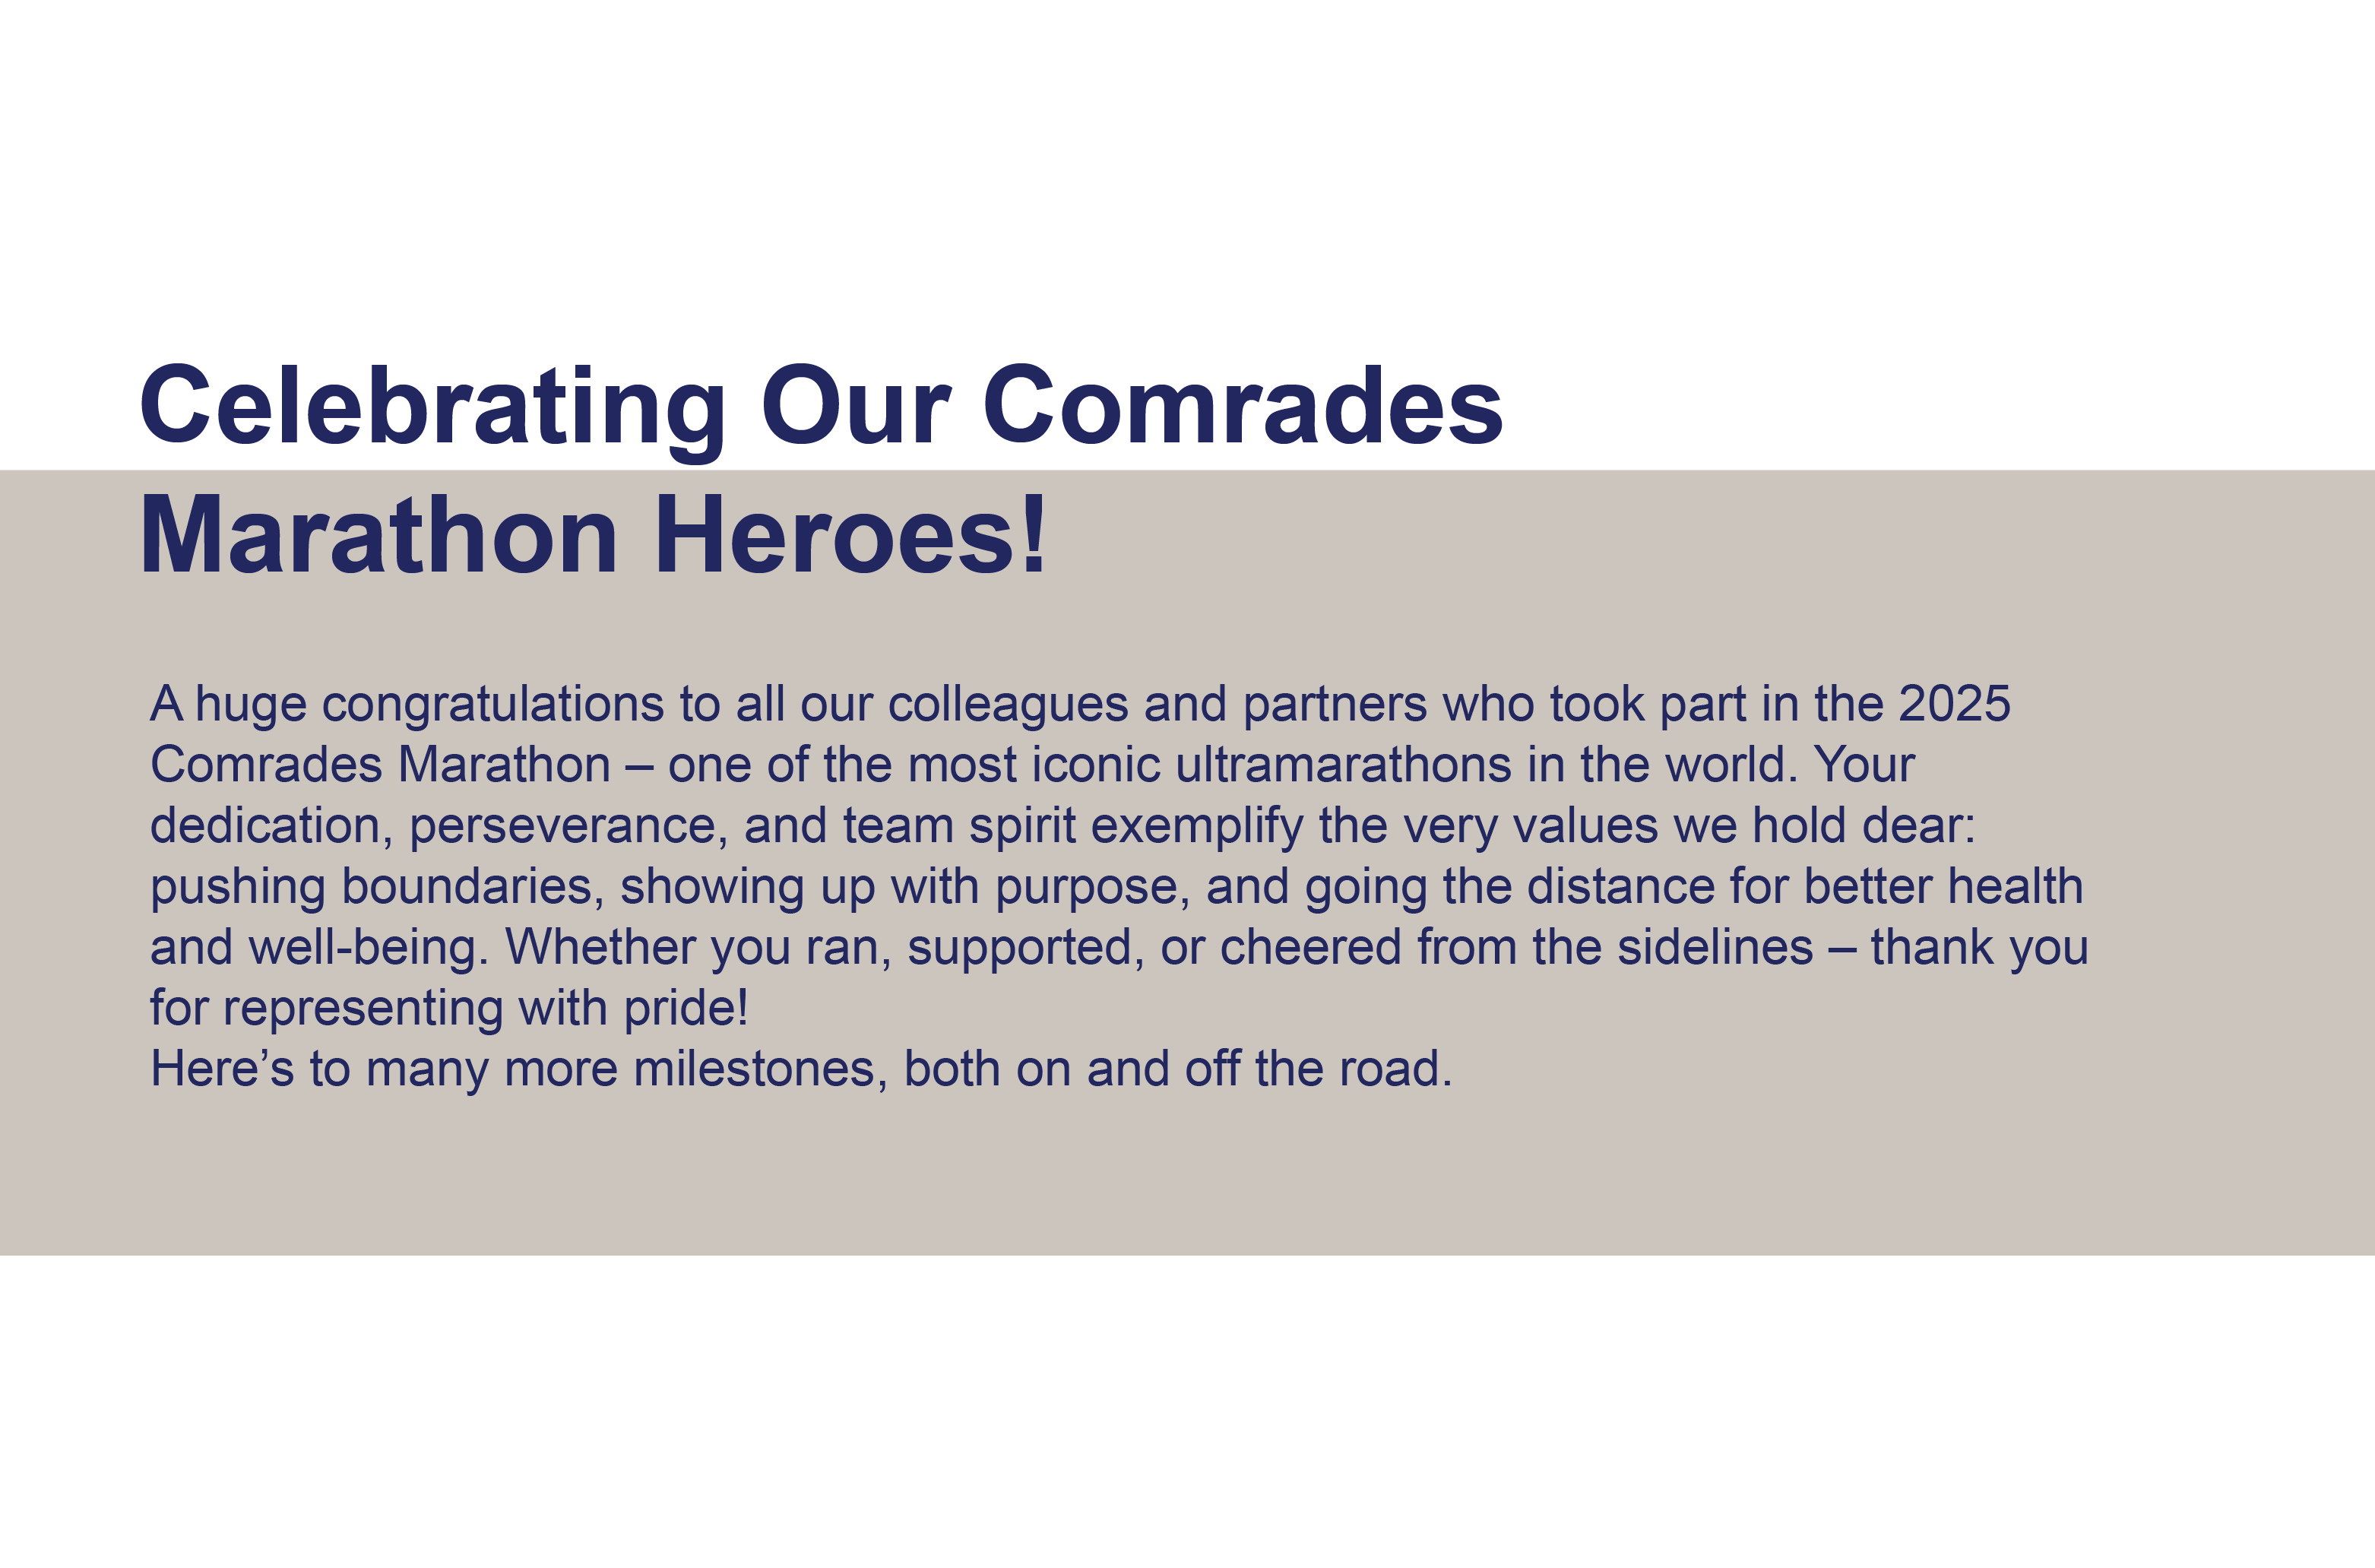 Celebrating Our Comrades
Marathon Heroes!
A huge congratulations to all our colleagues and partners who took part in the 2025
Comrades Marathon – one of the most iconic ultramarathons in the world. Your
dedication, perseverance, and team spirit exemplify the very values we hold dear:
pushing boundaries, showing up with purpose, and going the distance for better health
and well-being. Whether you ran, supported, or cheered from the sidelines – thank you
for representing with pride!
Here’s to many more milestones, both on and off the road.